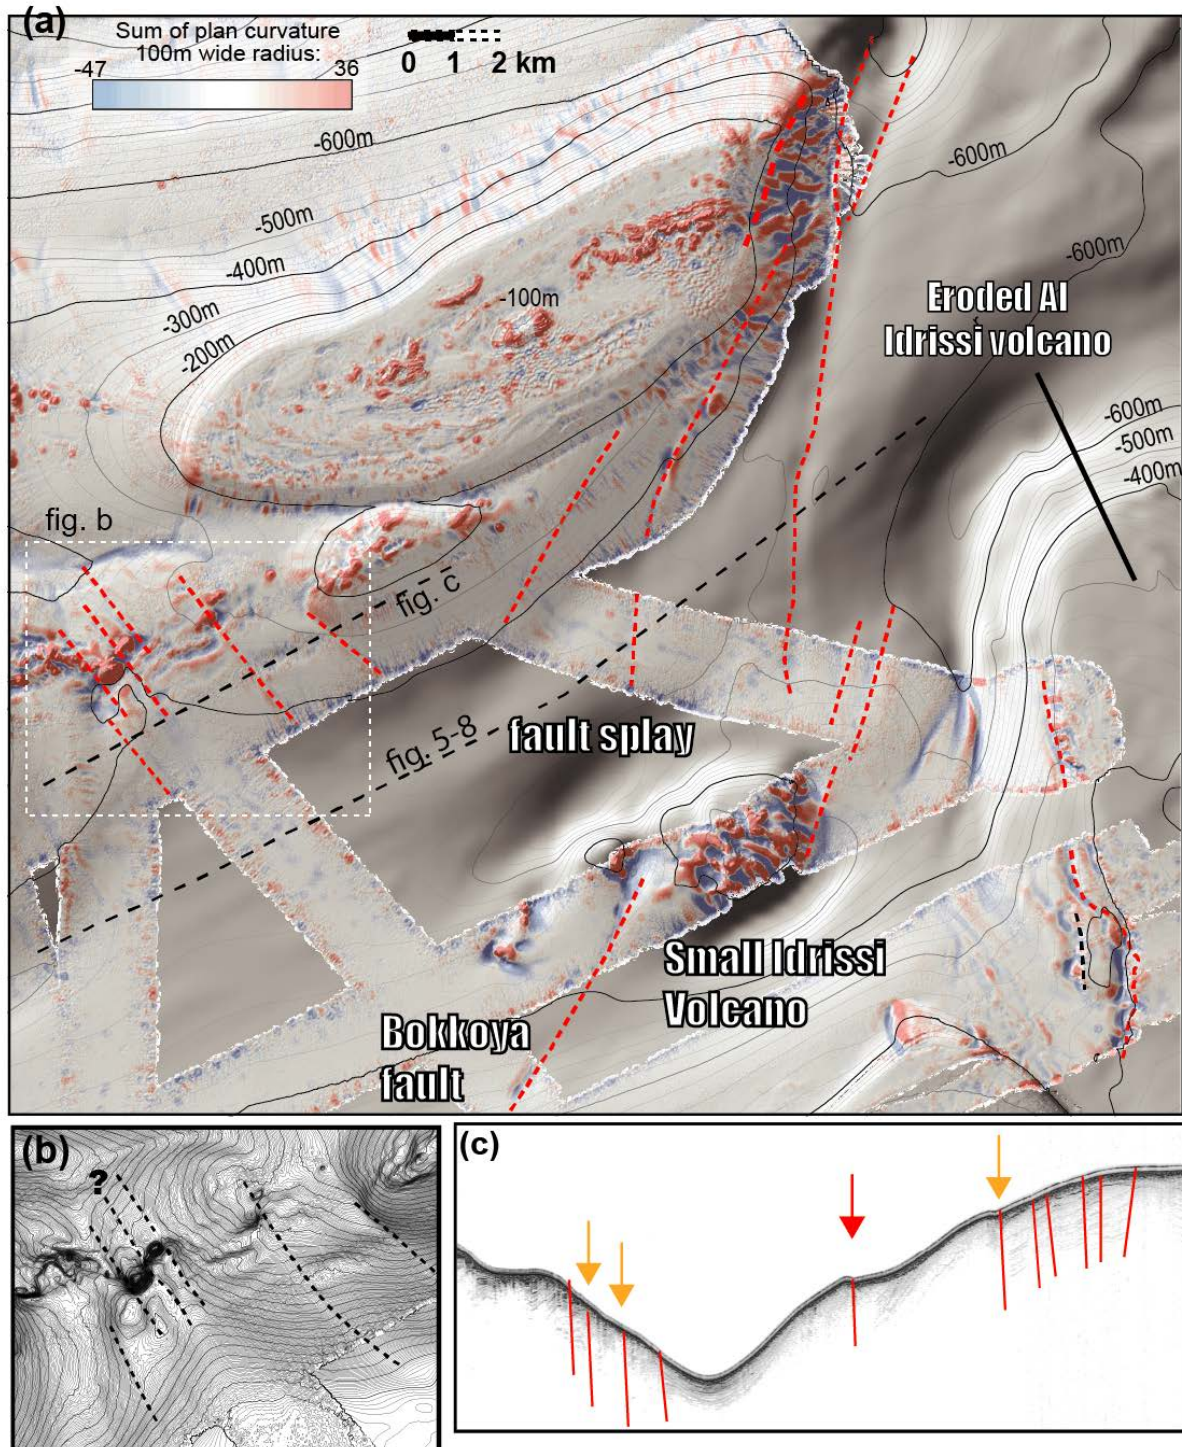 (a)
Sum of plan curvature
100m wide radius:
-47
36
0 1 2 km
-600m
-500m
-400m
-300m
-200m
-100m
-600m
-600m
Eroded Al
Idrissi volcano
-600m
-500m
-400m
fig. b
fig. c
fig. 5-8
fault splay
Small Idrissi
Volcano
Bokkoya
fault
(b)
?
(c)